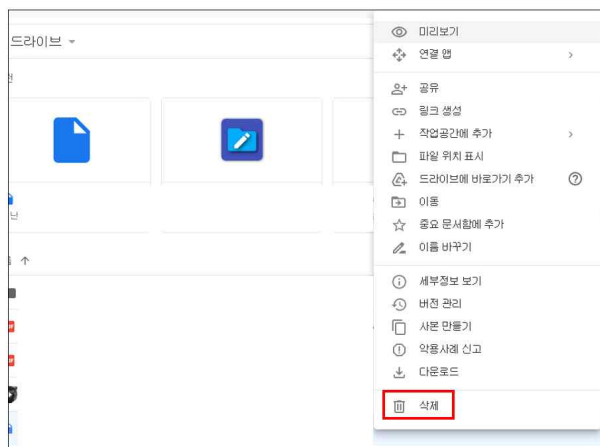 미리보기
드라이브
연결 앱
공유
링크 생성
작업공간에 추가
파일 위치 표시
드라이브에 바로가기 추가
이동
중요 문서함에 추가
이름 바꾸기
세부정보 보기
버전 관리
사본 만들기
악용사례 신고
다운로드
삭제